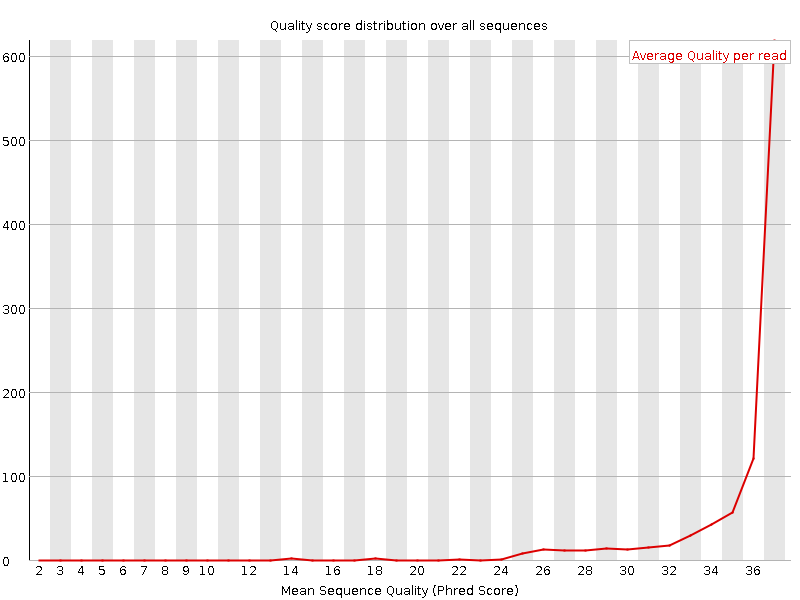 Quality score distribution over all sequences
Average Quality per read
600
500
400
300
200
100
0
2 3 4 5 6 7 8 9 10 12 14 16 18 20 22 24 26 28 30 32 34 36
Mean Sequence Quality (Phred Score)